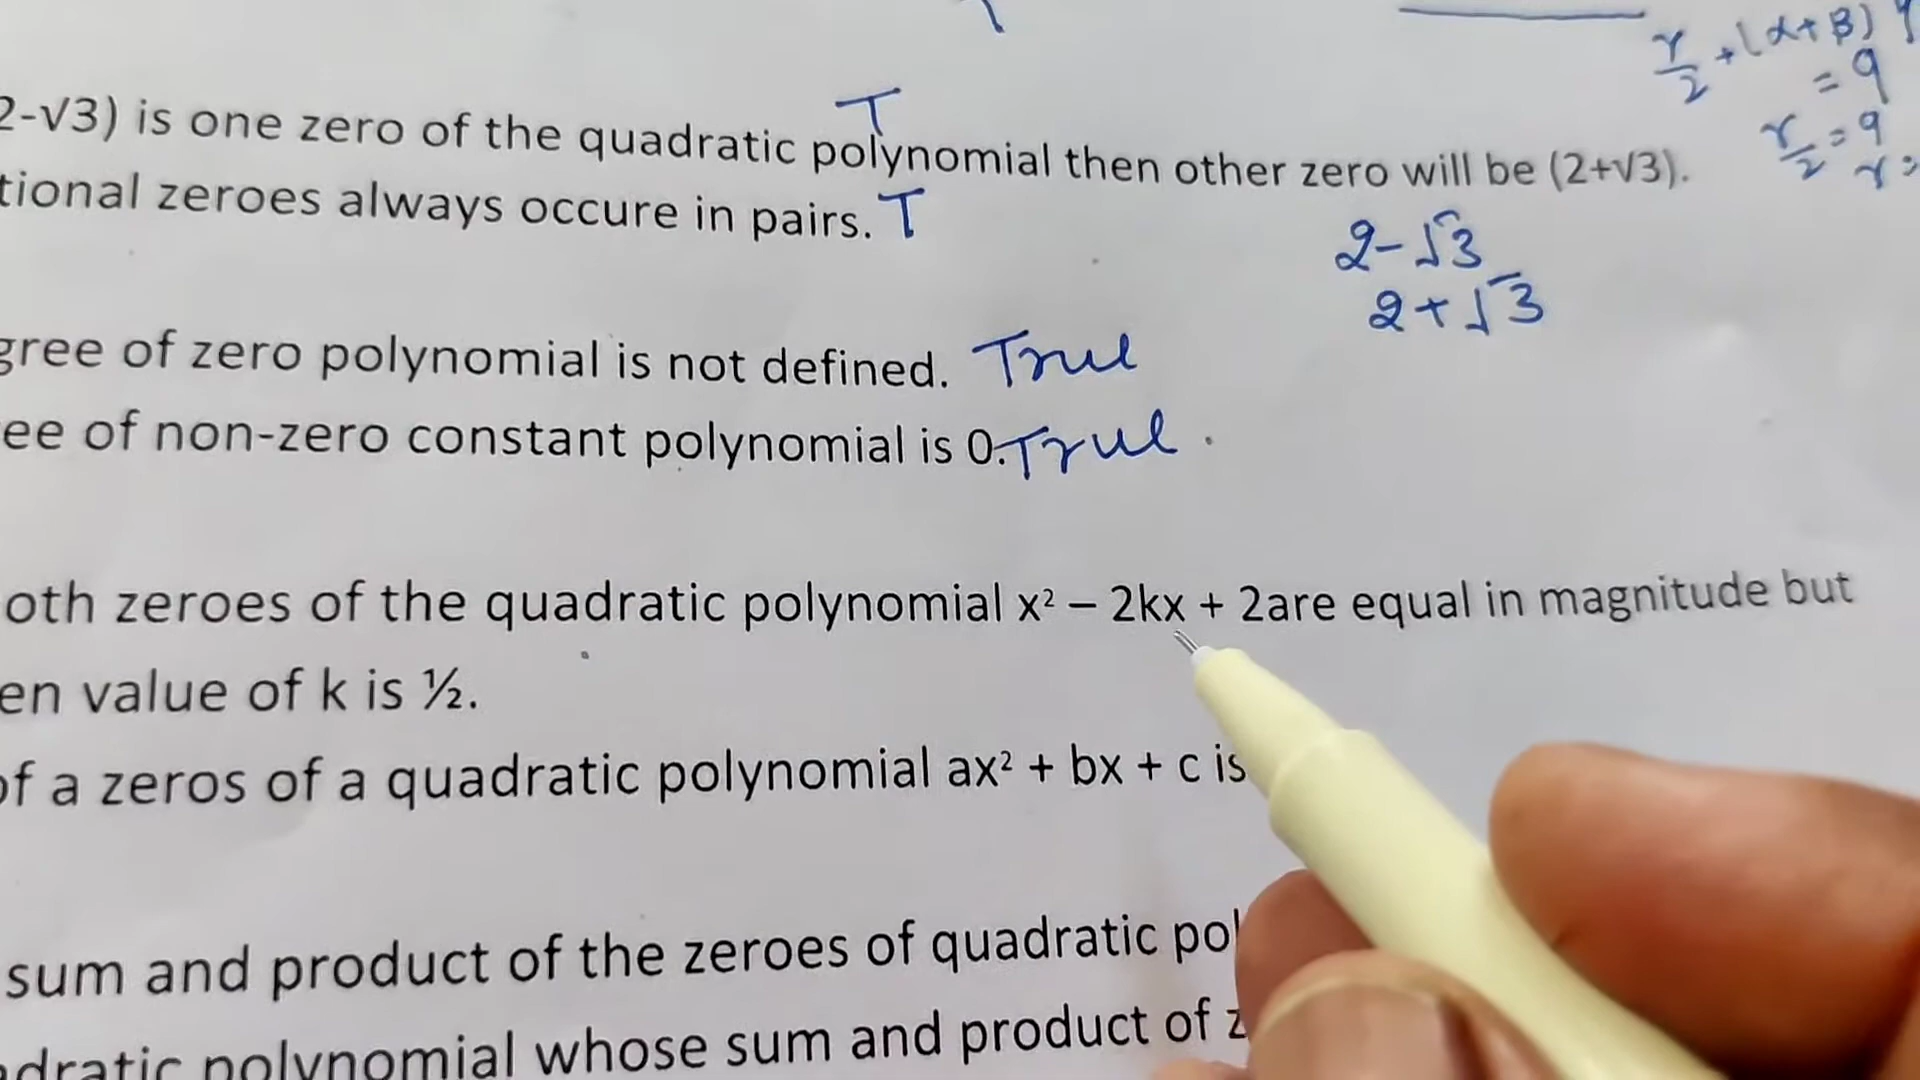 γ/2 + (α+β)
= 9
γ/2 = 9
γ =
T
2-√3) is one zero of the quadratic polynomial then other zero will be (2+√3).
tional zeroes always occure in pairs. T
2-√3
2+√3
gree of zero polynomial is not defined. True
ee of non-zero constant polynomial is 0. True
oth zeroes of the quadratic polynomial x² – 2kx + 2are equal in magnitude but
en value of k is ½.
of a zeros of a quadratic polynomial ax² + bx + c is
sum and product of the zeroes of quadratic pol
adratic polynomial whose sum and product of z